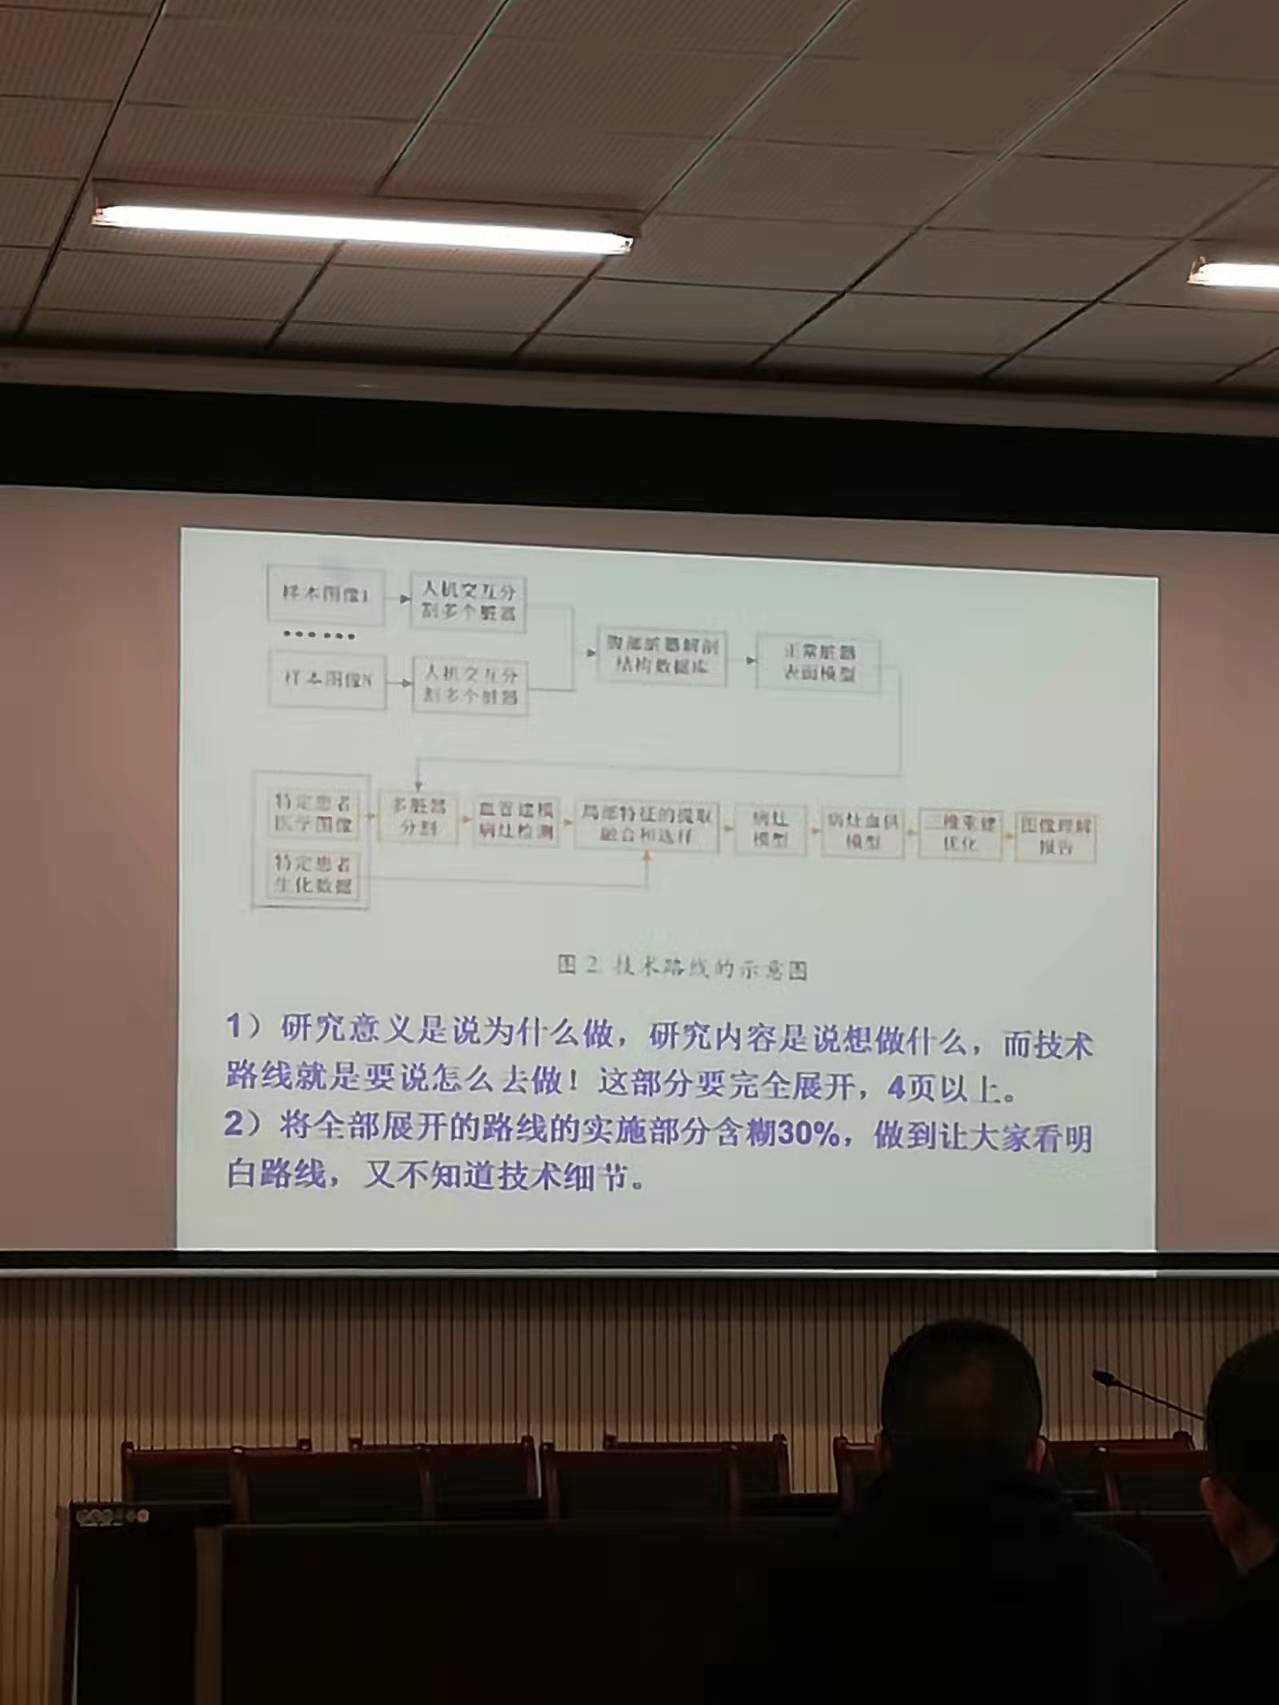 样本图像1
人机交互分
割多个脏器
••••••
样本图像N
人机交互分
割多个脏器
腹部脏器解剖
结构数据库
正常脏器
表面模型
特定患者
医学图像
特定患者
生化数据
多脏器
分割
血管建模
病灶检测
局部特征的提取
融合和选择
病灶
模型
病灶血供
模型
三维重建
优化
图像理解
报告
图 2. 技术路线的示意图
1）研究意义是说为什么做，研究内容是说想做什么，而技术
路线就是要说怎么去做！这部分要完全展开，4页以上。
2）将全部展开的路线的实施部分含糊30%，做到让大家看明
白路线，又不知道技术细节。